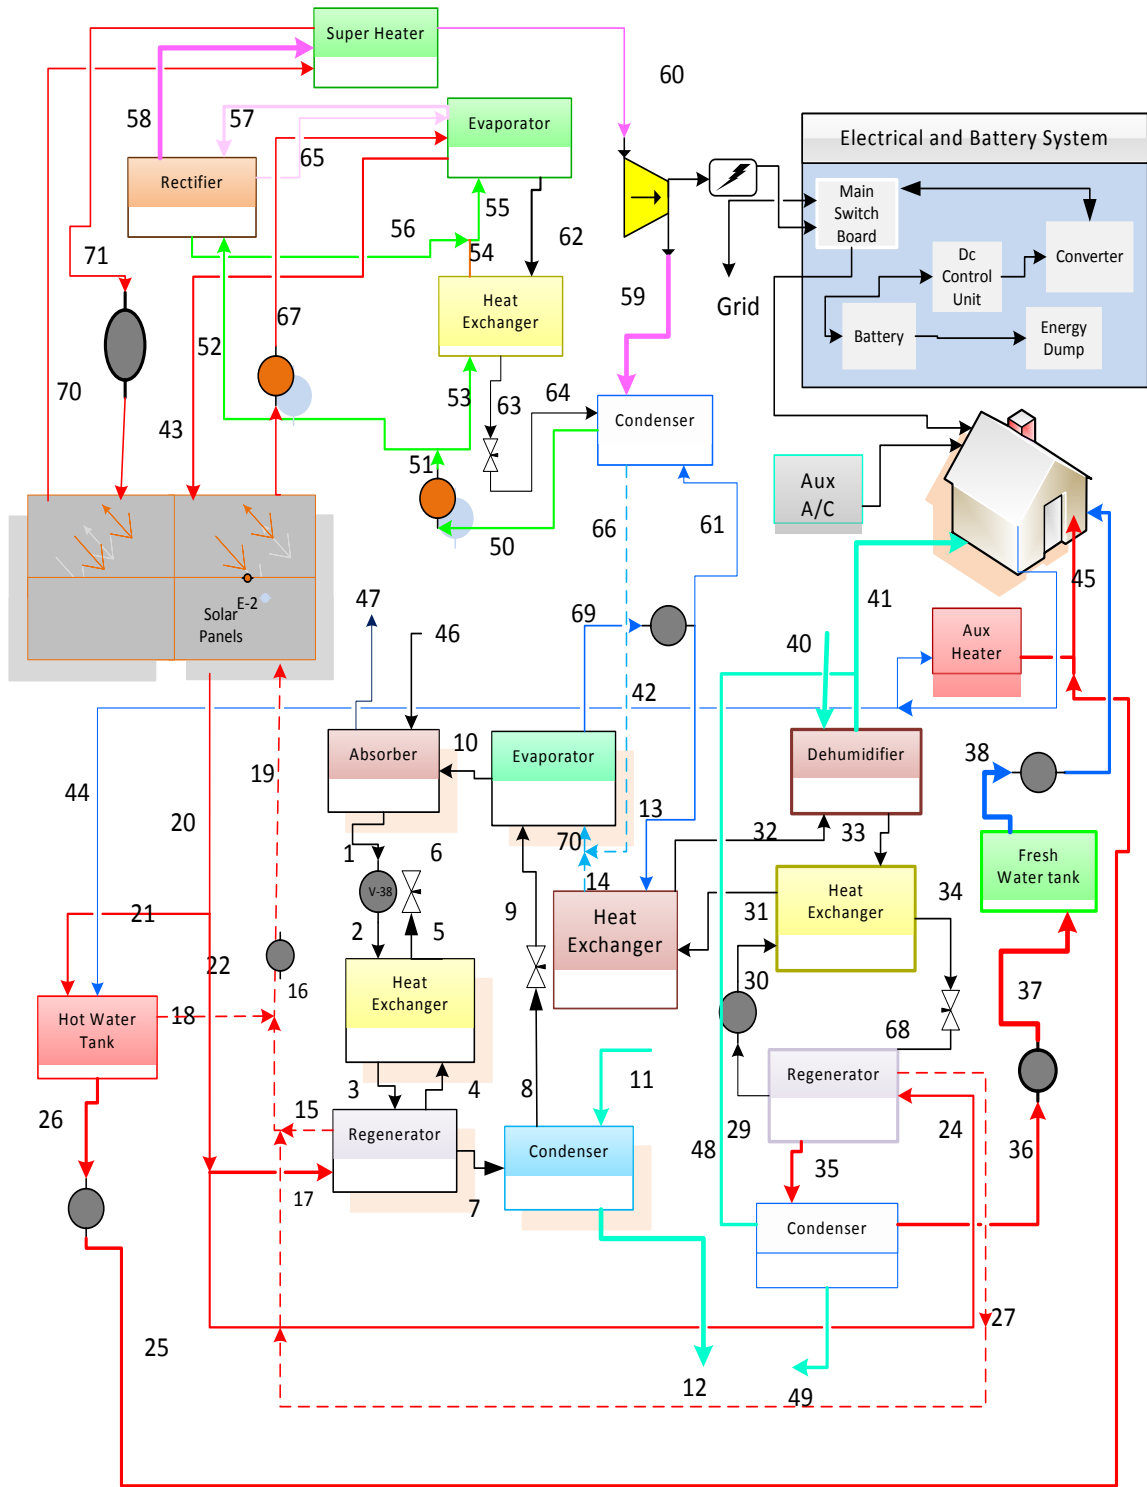 Super Heater
60
58
57
Evaporator
Electrical and Battery System
65
Rectifier
Main
Switch
Board
55
56
62
54
Dc
Control
Unit
Converter
71
59
Heat
Exchanger
Grid
Battery
Energy
Dump
67
52
70
43
53
63
64
Condenser
51
Aux
A/C
50
66
61
E-2
Solar
Panels
47
46
69
41
45
40
Aux
Heater
42
10
Absorber
Evaporator
Dehumidifier
38
19
44
20
13
1
6
70
32
33
Fresh
Water tank
V-38
14
Heat
Exchanger
34
21
2
5
9
Heat
Exchanger
31
22
Heat
Exchanger
16
30
37
Hot Water
Tank
18
68
3
4
8
11
Regenerator
26
15
Regenerator
Condenser
29
24
36
48
35
17
7
Condenser
27
25
12
49